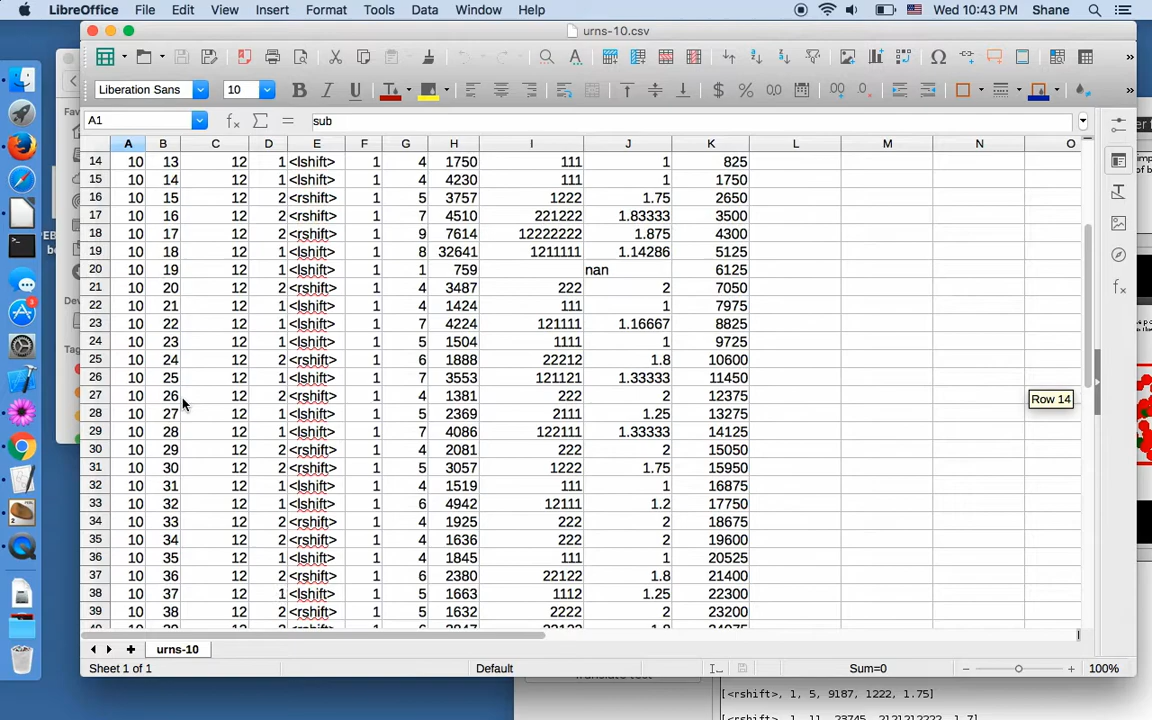 LibreOffice File Edit View Insert Format Tools Data Window Help Wed 10:43 PM Shane
urns-10.csv
Liberation Sans 10
A1 sub
A B C D E F G H I J K L M N O
14 10 13 12 1 <lshift> 1 4 1750 111 1 825
15 10 14 12 1 <lshift> 1 4 4230 111 1 1750
16 10 15 12 2 <rshift> 1 5 3757 1222 1.75 2650
17 10 16 12 2 <rshift> 1 7 4510 221222 1.83333 3500
18 10 17 12 2 <rshift> 1 9 7614 12222222 1.875 4300
19 10 18 12 1 <lshift> 1 8 32641 1211111 1.14286 5125
20 10 19 12 1 <lshift> 1 1 759 nan 6125
21 10 20 12 2 <rshift> 1 4 3487 222 2 7050
22 10 21 12 1 <lshift> 1 4 1424 111 1 7975
23 10 22 12 1 <lshift> 1 7 4224 121111 1.16667 8825
24 10 23 12 1 <lshift> 1 5 1504 1111 1 9725
25 10 24 12 2 <rshift> 1 6 1888 22212 1.8 10600
26 10 25 12 1 <lshift> 1 7 3553 121121 1.33333 11450
27 10 26 12 2 <rshift> 1 4 1381 222 2 12375
28 10 27 12 1 <lshift> 1 5 2369 2111 1.25 13275
29 10 28 12 1 <lshift> 1 7 4086 122111 1.33333 14125
30 10 29 12 2 <rshift> 1 4 2081 222 2 15050
31 10 30 12 2 <rshift> 1 5 3057 1222 1.75 15950
32 10 31 12 1 <lshift> 1 4 1519 111 1 16875
33 10 32 12 1 <lshift> 1 6 4942 12111 1.2 17750
34 10 33 12 2 <rshift> 1 4 1925 222 2 18675
35 10 34 12 2 <rshift> 1 4 1636 222 2 19600
36 10 35 12 1 <lshift> 1 4 1845 111 1 20525
37 10 36 12 2 <rshift> 1 6 2380 22122 1.8 21400
38 10 37 12 1 <lshift> 1 5 1663 1112 1.25 22300
39 10 38 12 2 <rshift> 1 5 1632 2222 2 23200
Row 14
urns-10
Sheet 1 of 1 Default Sum=0 100%
[<rshift>, 1, 5, 9187, 1222, 1.75]
[<rshift>, 1, 11, 23745, 2121212222, 1.7]